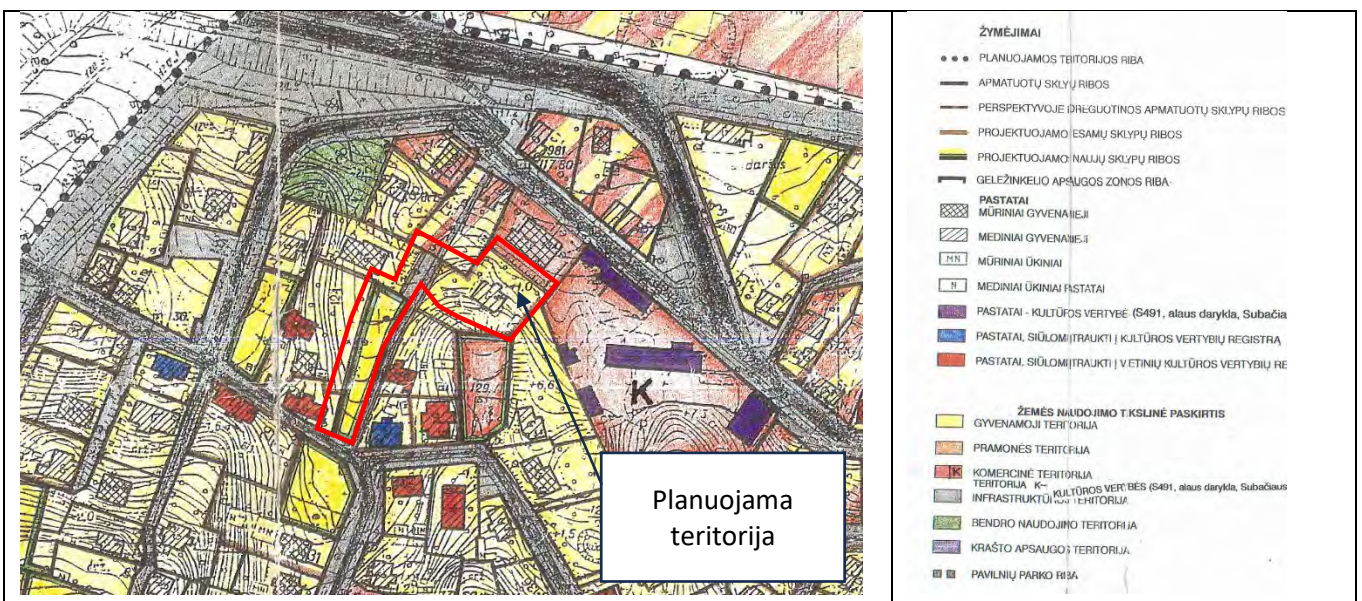 Planuojama
teritorija
K
daržas
ŽYMĖJIMAI
PLANUOJAMOS TERITORIJOS RIBA
APMATUOTŲ SKLYPŲ RIBOS
PERSPEKTYVOJE KOREGUOTINOS APMATUOTŲ SKLYPŲ RIBOS
PROJEKTUOJAMO ESAMŲ SKLYPŲ RIBOS
PROJEKTUOJAMO NAUJŲ SKLYPŲ RIBOS
GELEŽINKELIO APSAUGOS ZONOS RIBA
PASTATAI
MŪRINIAI GYVENAMIEJI
MEDINIAI GYVENAMIEJI
MN MŪRINIAI ŪKINIAI
N MEDINIAI ŪKINIAI PASTATAI
PASTATAI - KULTŪROS VERTYBĖ (S491, alaus darykla, Subačia
PASTATAI, SIŪLOMI ĮTRAUKTI Į KULTŪROS VERTYBIŲ REGISTRĄ
PASTATAI, SIŪLOMI ĮTRAUKTI Į VIETINIŲ KULTŪROS VERTYBIŲ RE
ŽEMĖS NAUDOJIMO TIKSLINĖ PASKIRTIS
GYVENAMOJI TERITORIJA
PRAMONĖS TERITORIJA
K KOMERCINĖ TERITORIJA
TERITORIJA K– KULTŪROS VERTYBĖS (S491, alaus darykla, Subačiaus
INFRASTRUKTŪROS TERITORIJA
BENDRO NAUDOJIMO TERITORIJA
KRAŠTO APSAUGOS TERITORIJA
PAVILNIŲ PARKO RIBA